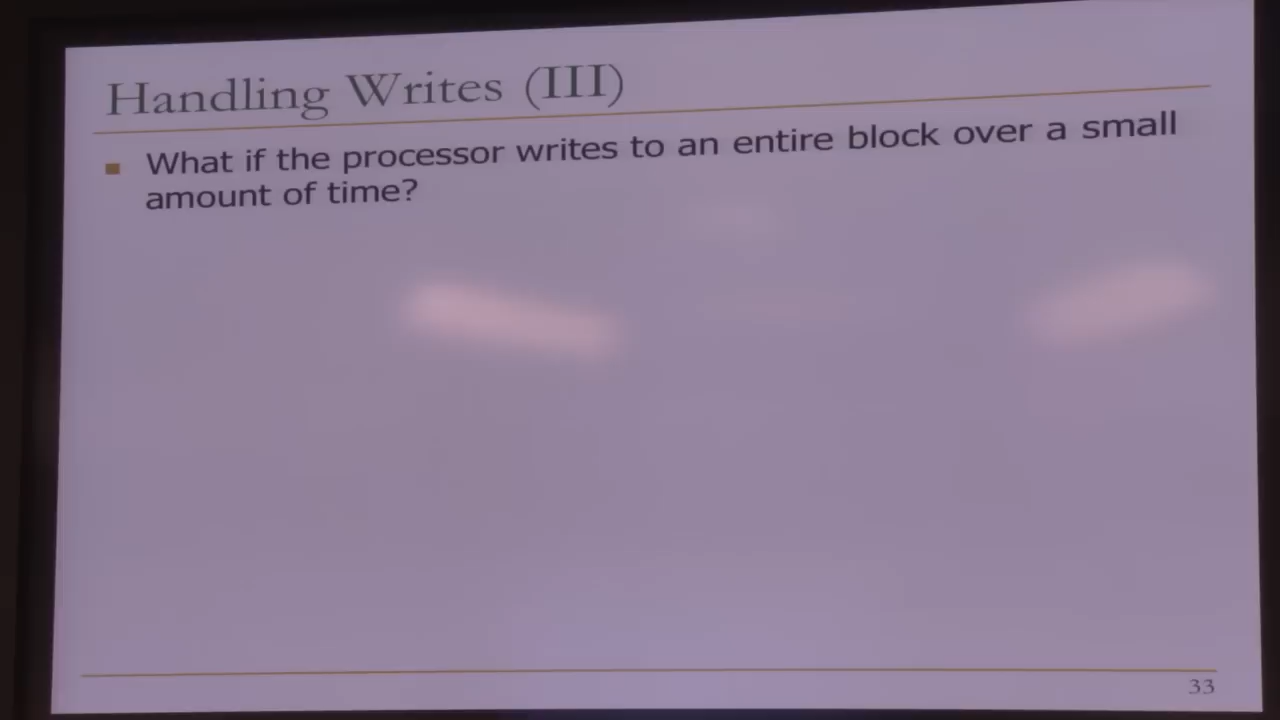 Handling Writes (III)
What if the processor writes to an entire block over a small
amount of time?
33